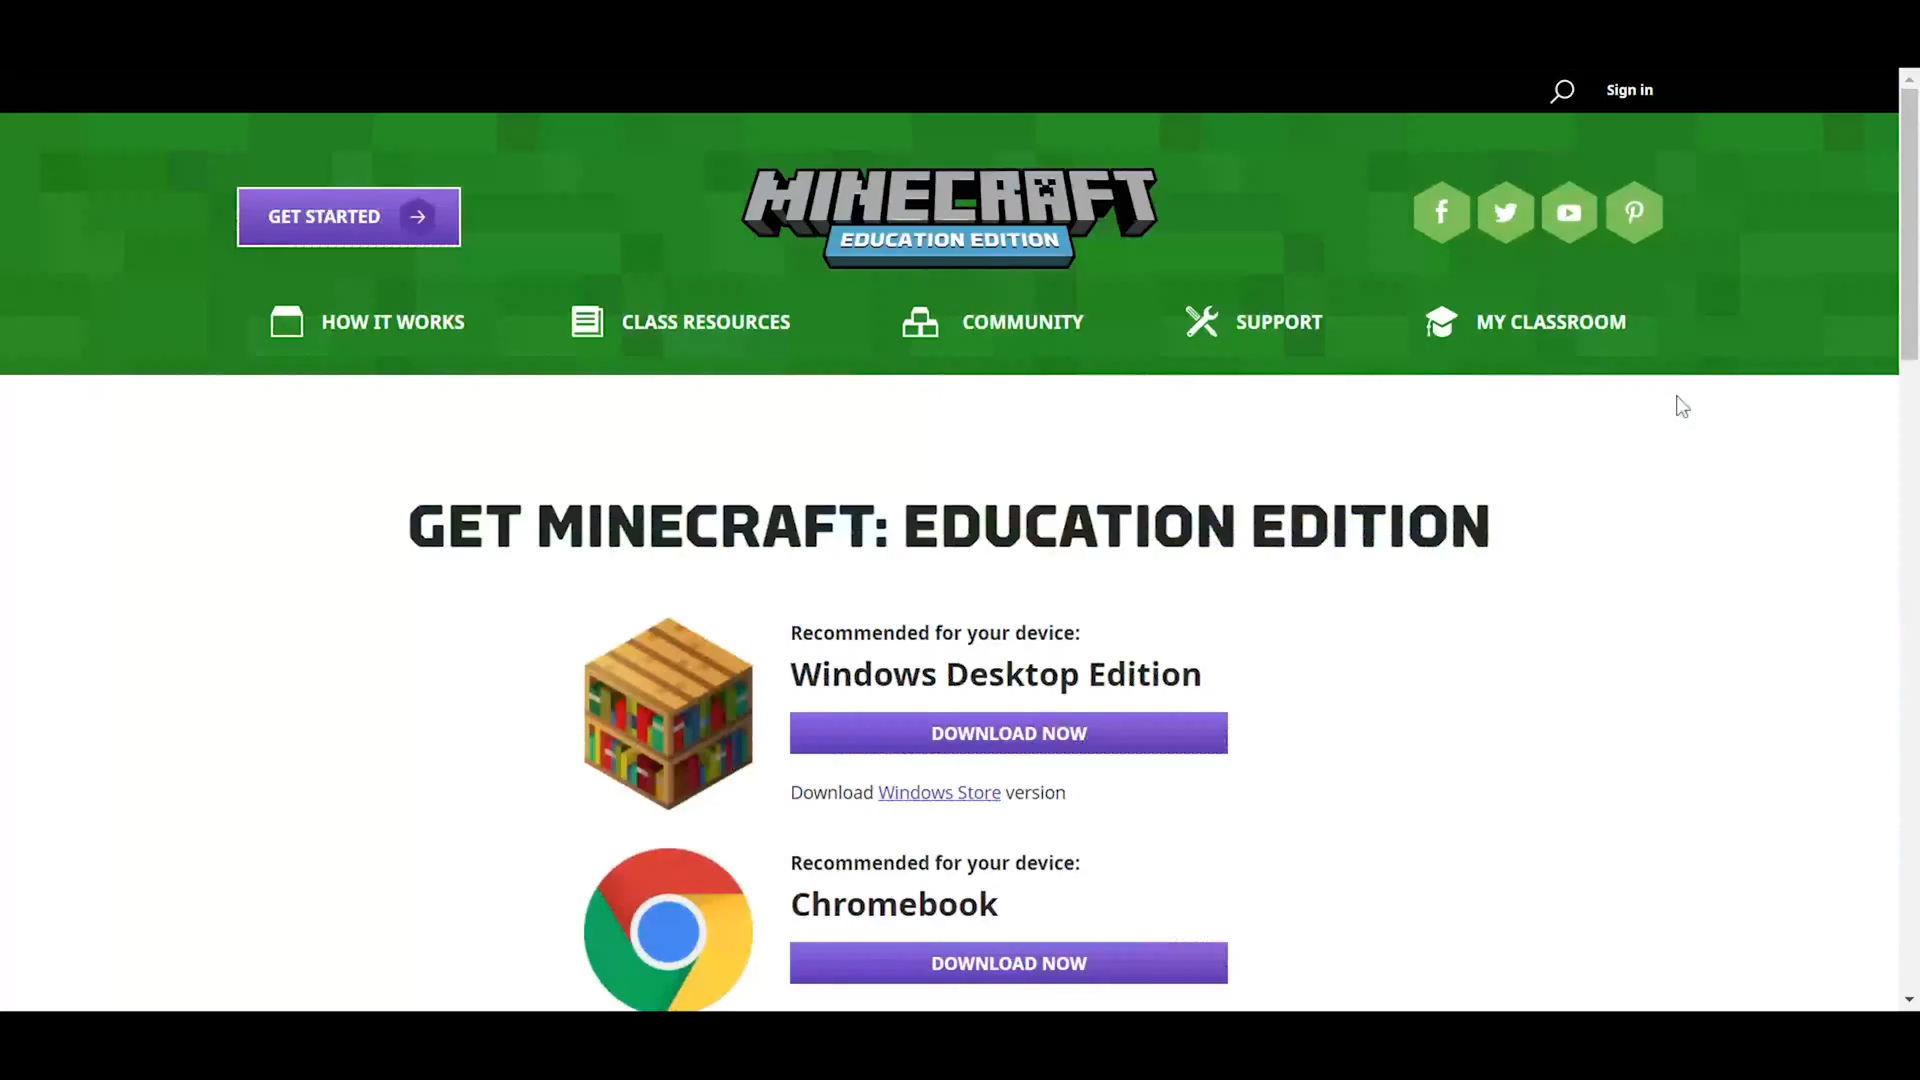 Sign in
GET STARTED
MINECRAFT
EDUCATION EDITION
HOW IT WORKS
CLASS RESOURCES
COMMUNITY
SUPPORT
MY CLASSROOM
GET MINECRAFT: EDUCATION EDITION
Recommended for your device:
Windows Desktop Edition
DOWNLOAD NOW
Download Windows Store version
Recommended for your device:
Chromebook
DOWNLOAD NOW